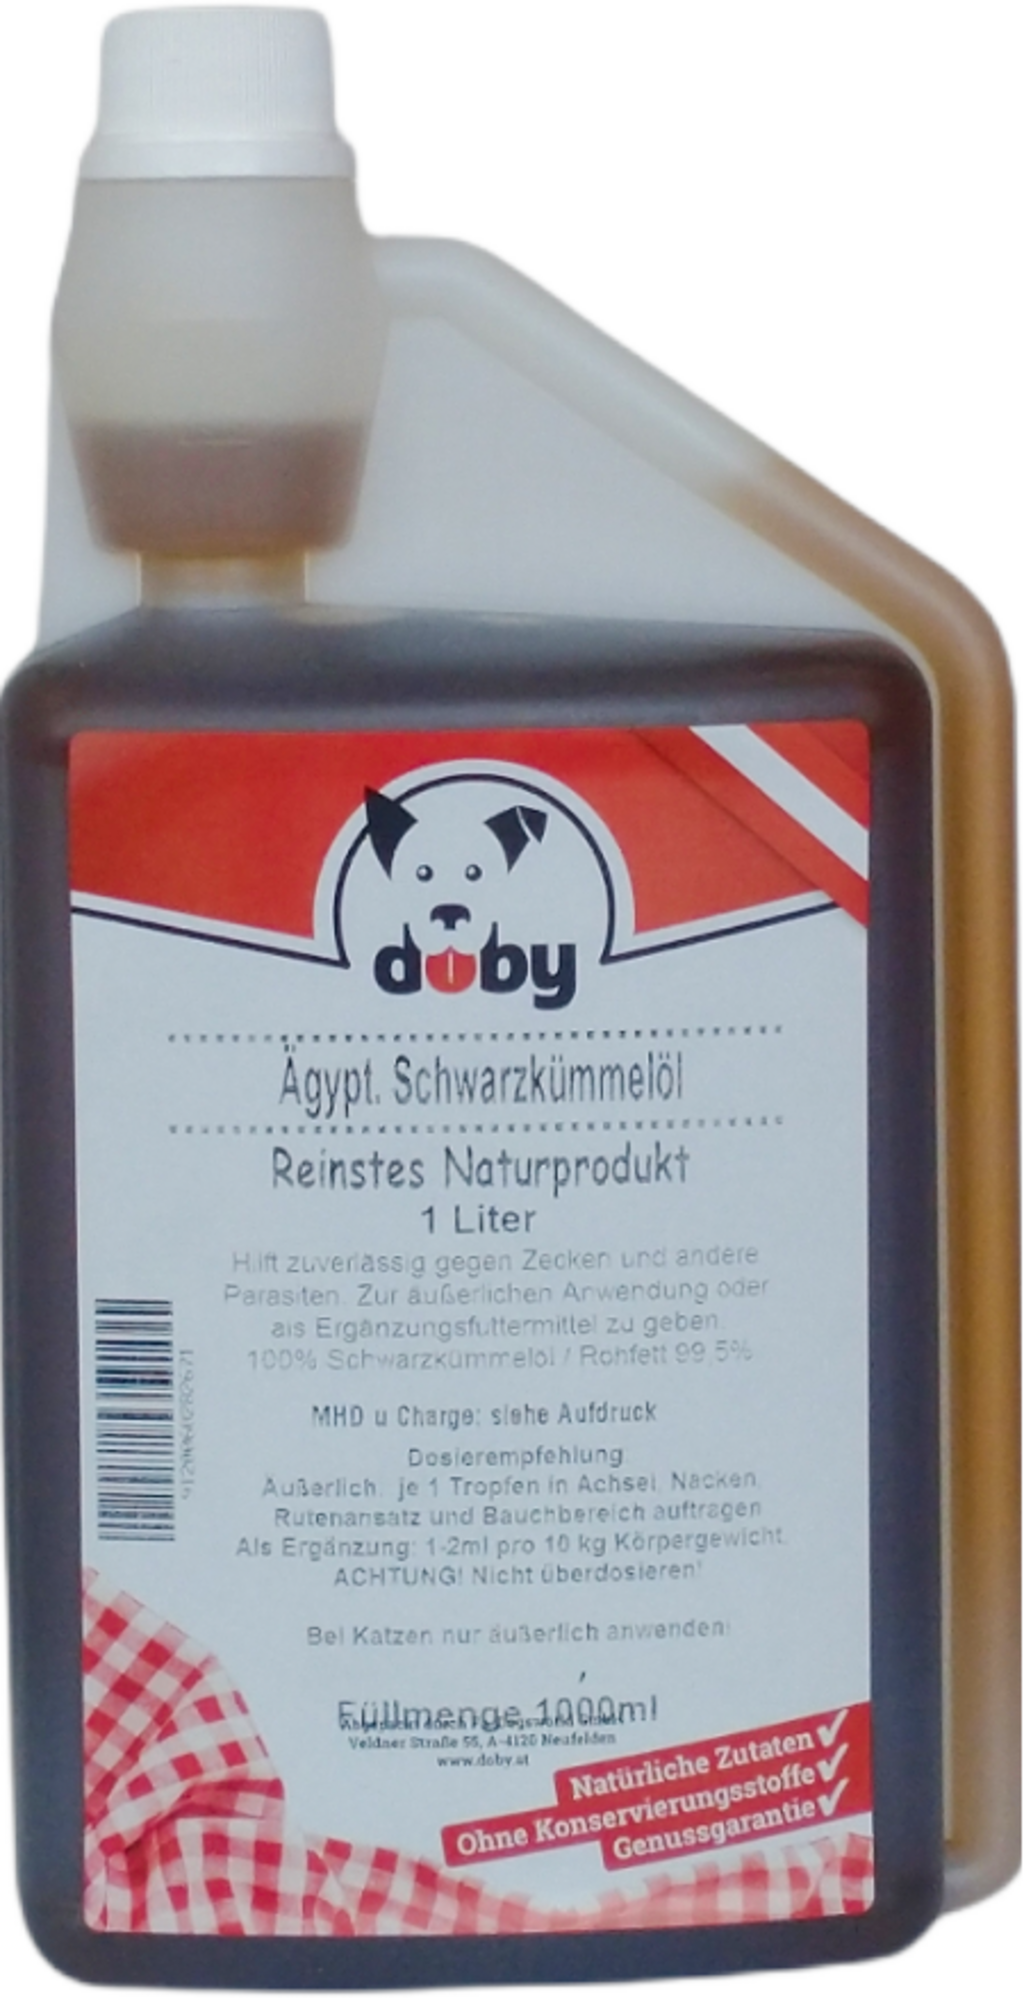 doby
Ägypt. Schwarzkümmelöl
Reinstes Naturprodukt
1 Liter
Hilft zuverlässig gegen Zecken und andere
Parasiten. Zur äußerlichen Anwendung oder
als Ergänzungsfuttermittel zu geben.
100% Schwarzkümmelöl / Rohfett 99,5%
MHD u Charge: siehe Aufdruck
Dosierempfehlung:
Äußerlich: je 1 Tropfen in Achsel, Nacken,
Rutenansatz und Bauchbereich auftragen
Als Ergänzung: 1-2ml pro 10 kg Körpergewicht.
ACHTUNG! Nicht überdosieren!
Bei Katzen nur äußerlich anwenden!
Füllmenge 1000ml
Veldner Straße 55, A-4120 Neufelden
www.doby.at
Natürliche Zutaten
Ohne Konservierungsstoffe
Genussgarantie